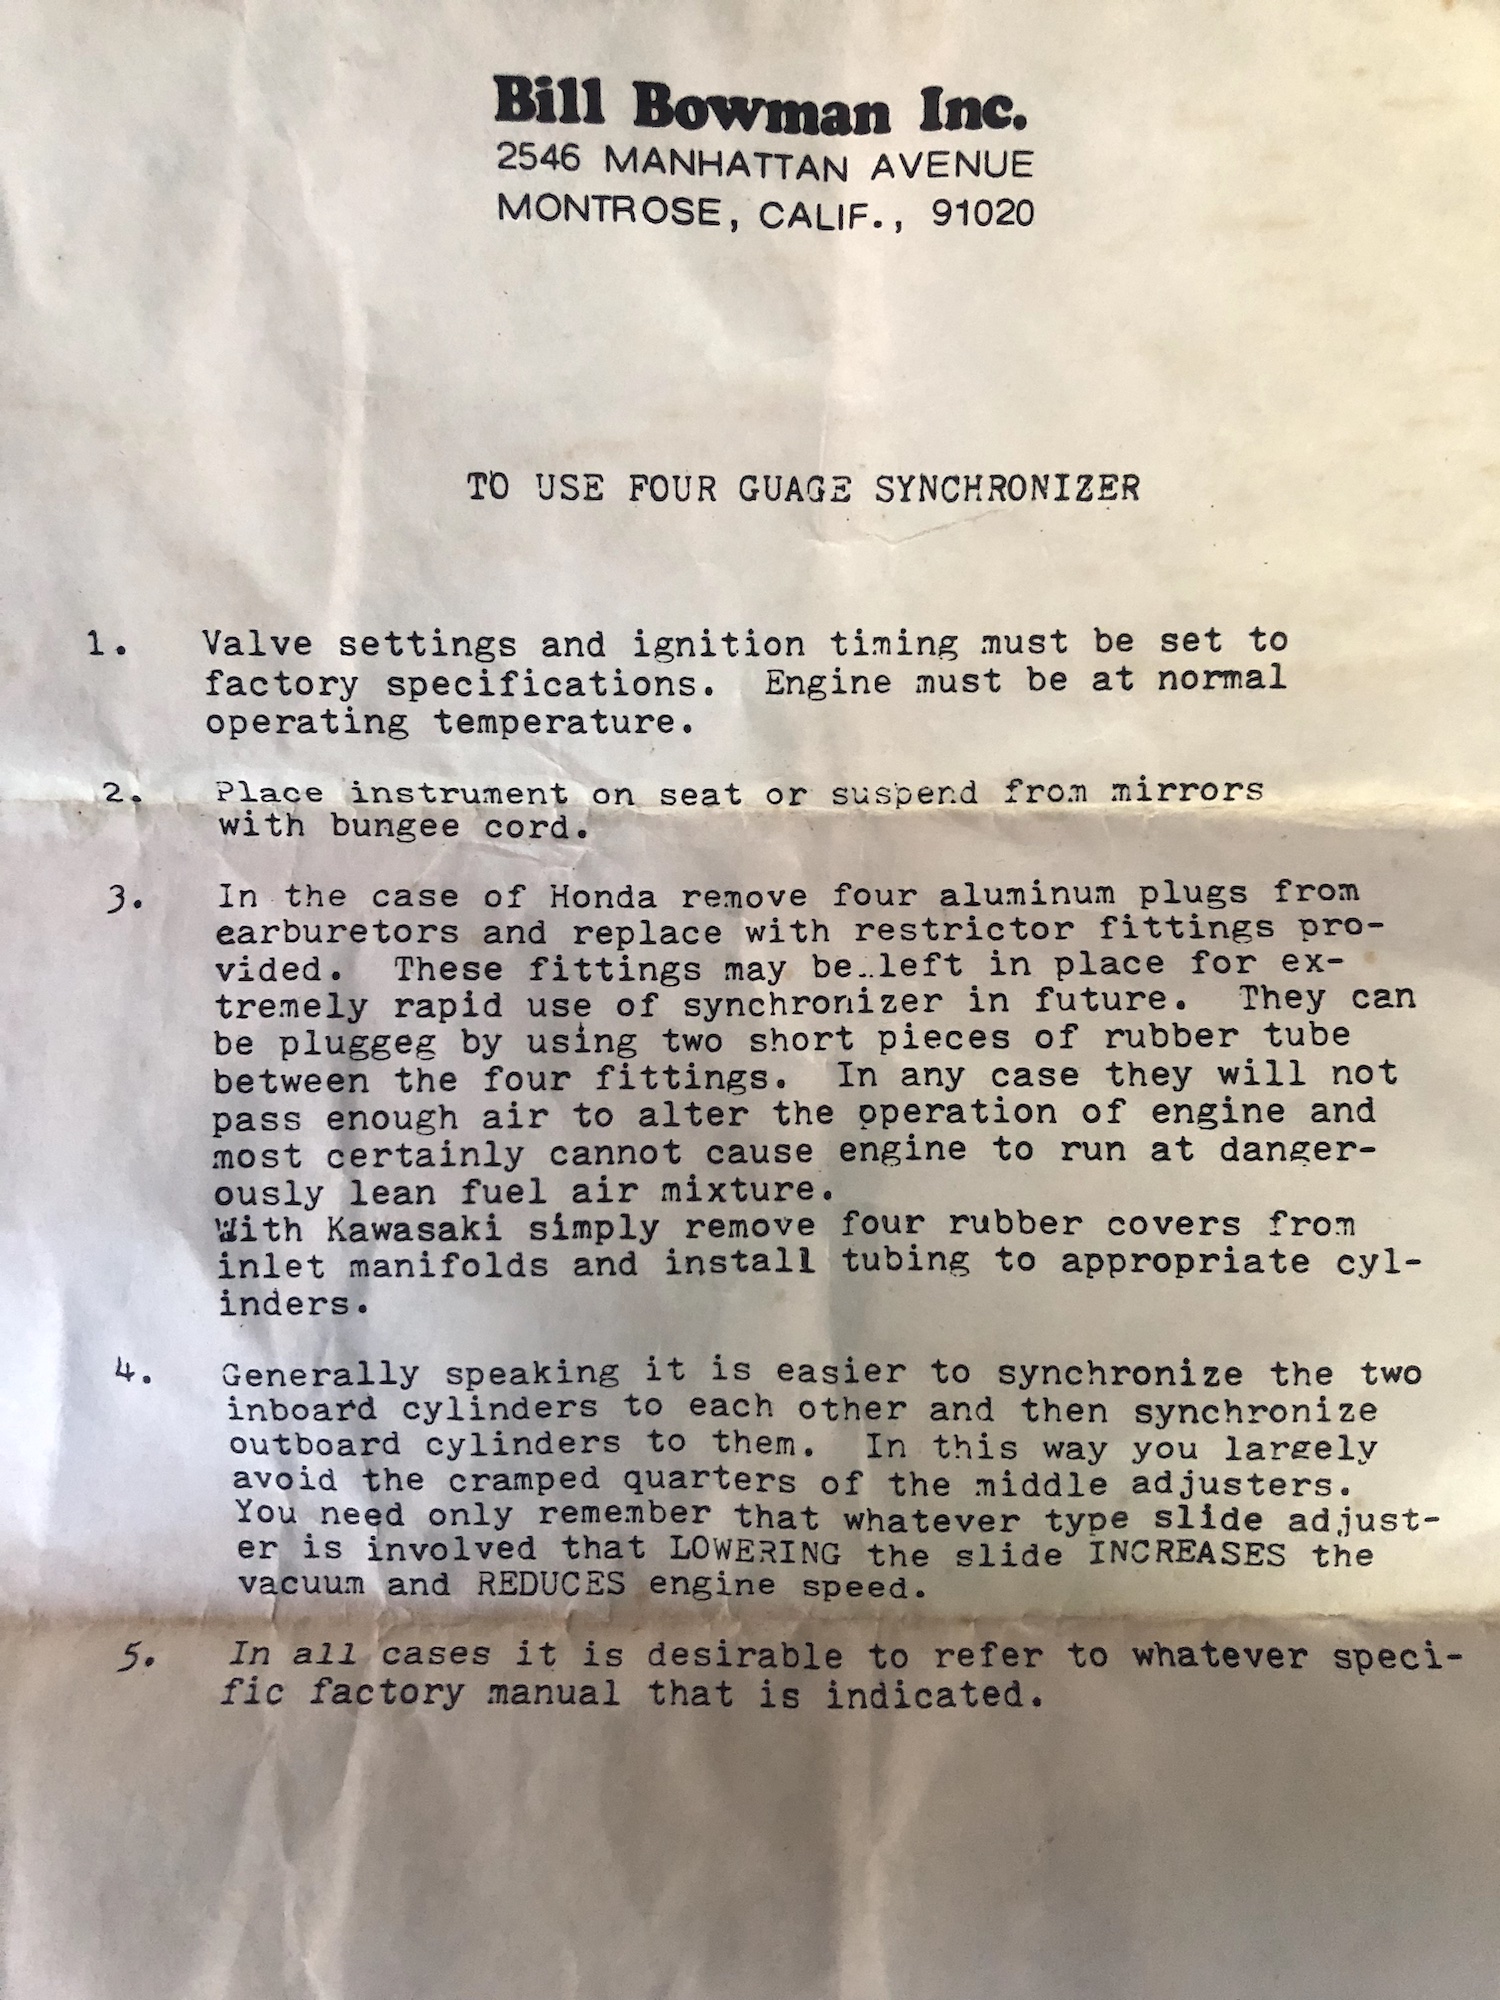 Bill Bowman Inc.
2546 MANHATTAN AVENUE
MONTROSE, CALIF., 91020
TO USE FOUR GUAGE SYNCHRONIZER
1. Valve settings and ignition timing must be set to
factory specifications. Engine must be at normal
operating temperature.
2. Place instrument on seat or suspend from mirrors
with bungee cord.
3. In the case of Honda remove four aluminum plugs from
earburetors and replace with restrictor fittings pro-
vided. These fittings may be..left in place for ex-
tremely rapid use of synchronizer in future. They can
be pluggeg by using two short pieces of rubber tube
between the four fittings. In any case they will not
pass enough air to alter the operation of engine and
most certainly cannot cause engine to run at danger-
ously lean fuel air mixture.
With Kawasaki simply remove four rubber covers from
inlet manifolds and install tubing to appropriate cyl-
inders.
4. Generally speaking it is easier to synchronize the two
inboard cylinders to each other and then synchronize
outboard cylinders to them. In this way you largely
avoid the cramped quarters of the middle adjusters.
You need only remember that whatever type slide adjust-
er is involved that LOWERING the slide INCREASES the
vacuum and REDUCES engine speed.
5. In all cases it is desirable to refer to whatever speci-
fic factory manual that is indicated.